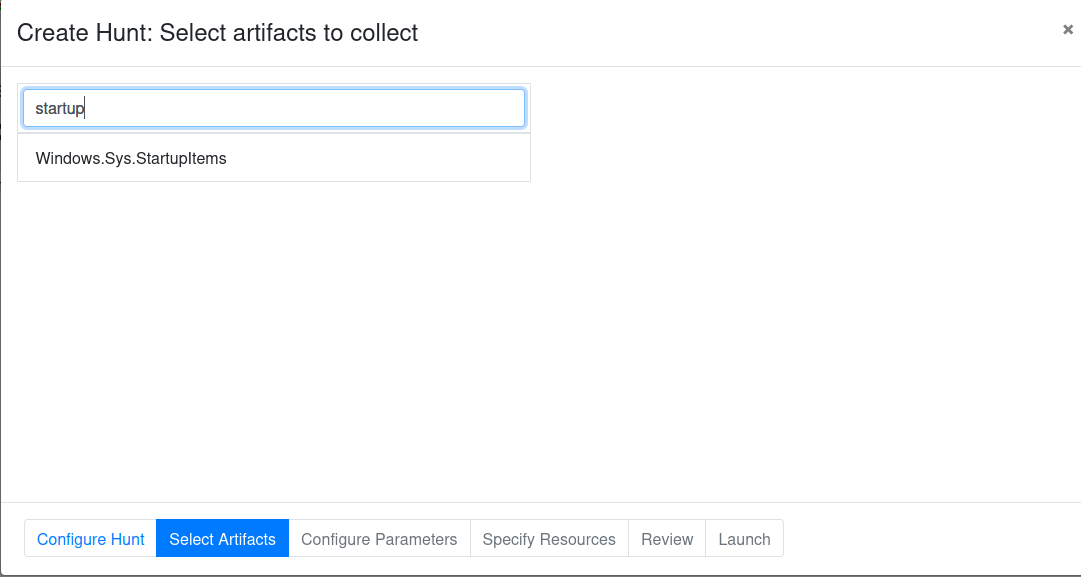 Create Hunt: Select artifacts to collect
×
startup
Windows.Sys.StartupItems
Configure Hunt Select Artifacts Configure Parameters Specify Resources Review Launch